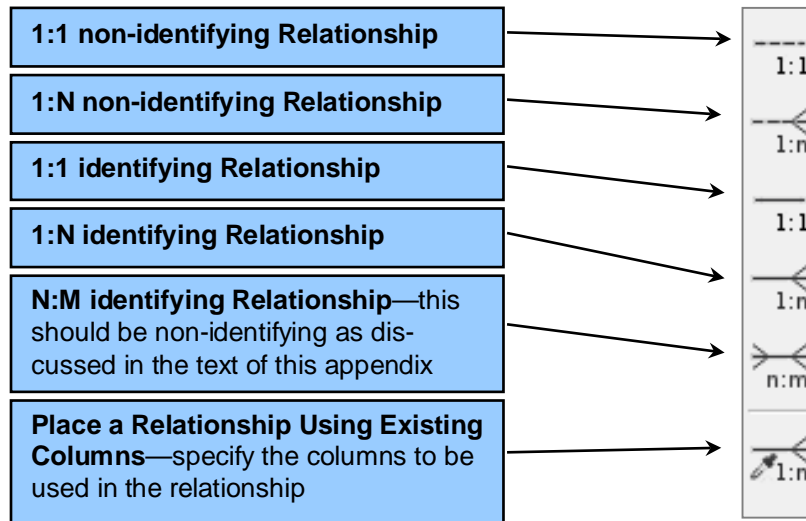 1:1 non-identifying Relationship
1:1
1:N non-identifying Relationship
1:n
1:1 identifying Relationship
1:1
1:N identifying Relationship
1:n
N:M identifying Relationship—this
should be non-identifying as dis-
cussed in the text of this appendix
n:m
Place a Relationship Using Existing
Columns—specify the columns to be
used in the relationship
1:n